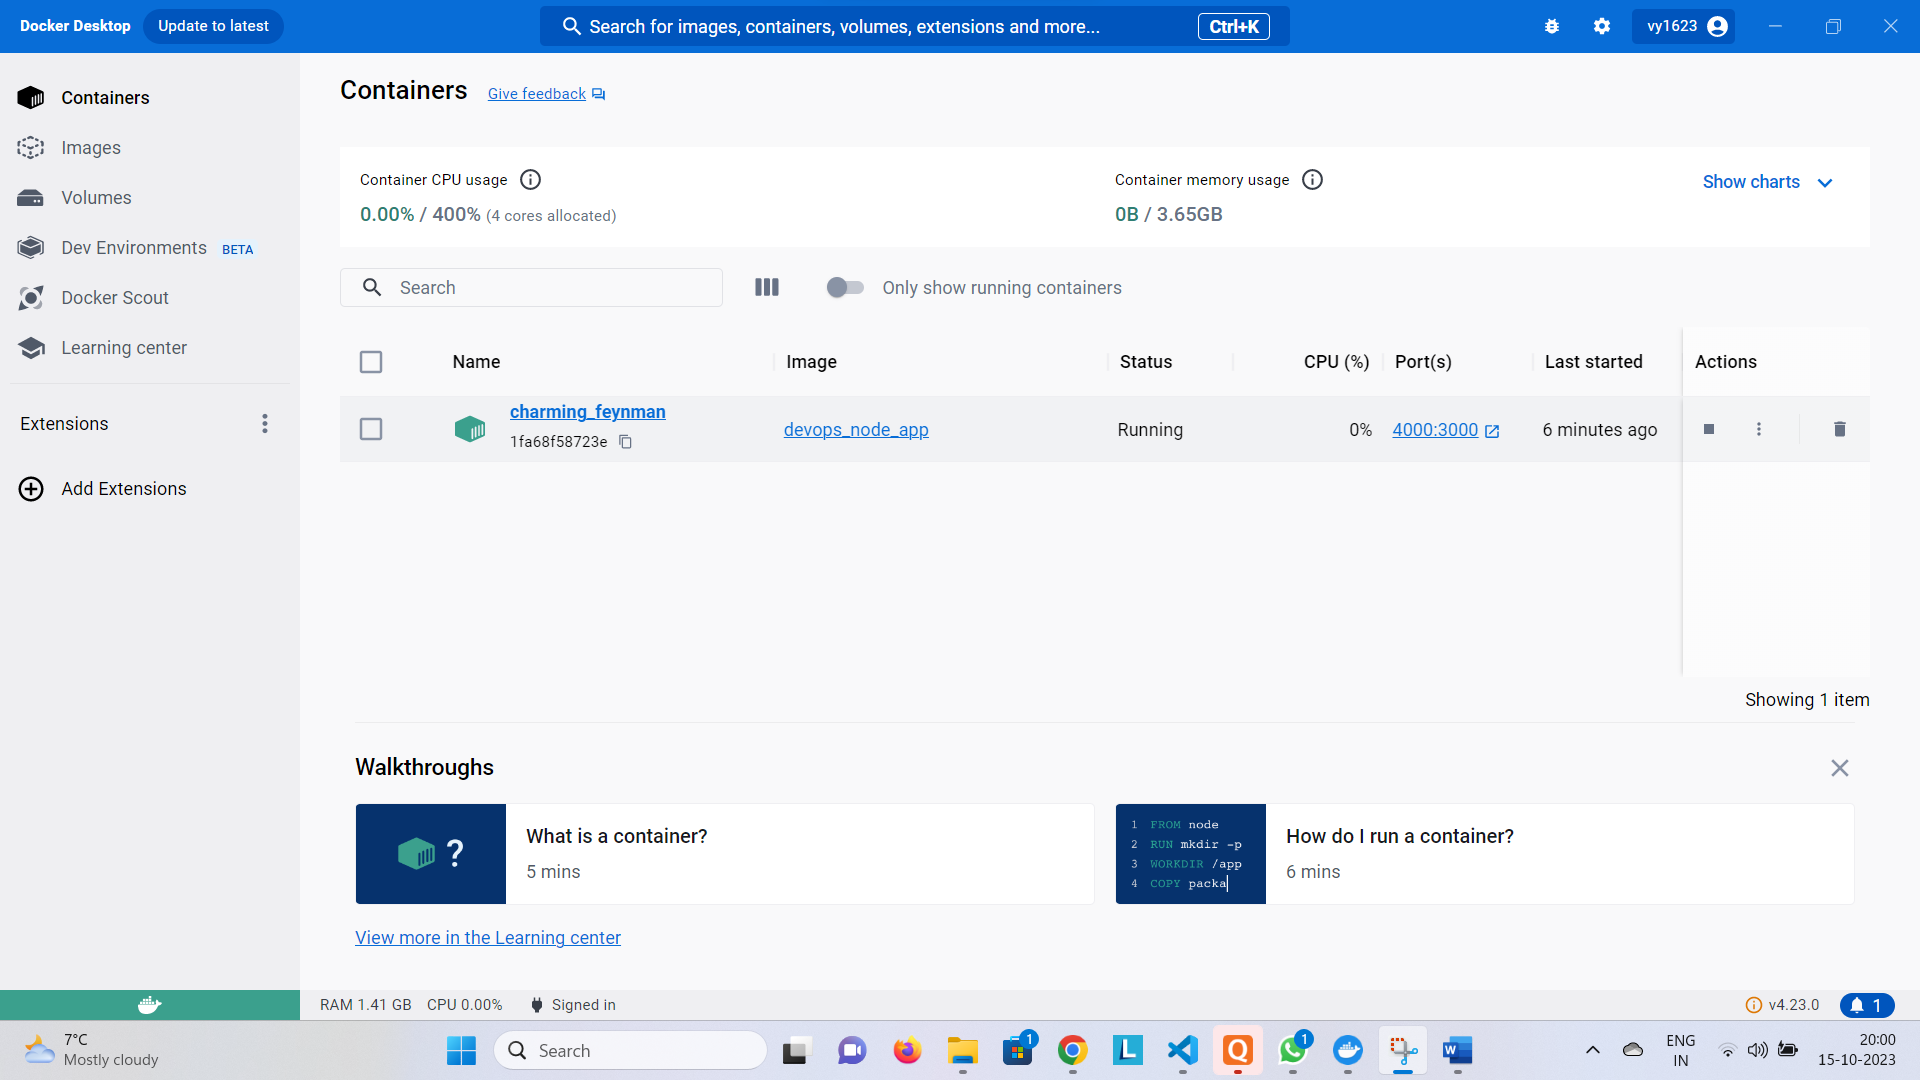 Docker Desktop Update to latest Search for images, containers, volumes, extensions and more... Ctrl+K vy1623
Containers
Images
Volumes
Dev Environments BETA
Docker Scout
Learning center
Extensions
Add Extensions
Containers Give feedback
Container CPU usage
0.00% / 400% (4 cores allocated)
Container memory usage
0B / 3.65GB
Show charts
Search Only show running containers
Name Image Status CPU (%) Port(s) Last started Actions
charming_feynman
1fa68f58723e
devops_node_app Running 0% 4000:3000 6 minutes ago
Showing 1 item
Walkthroughs
?
What is a container?
5 mins
1 FROM node
2 RUN mkdir -p
3 WORKDIR /app
4 COPY packa
How do I run a container?
6 mins
View more in the Learning center
RAM 1.41 GB CPU 0.00% Signed in v4.23.0 1
7°C
Mostly cloudy
Search
1
L
Q
1
W
ENG
IN
20:00
15-10-2023